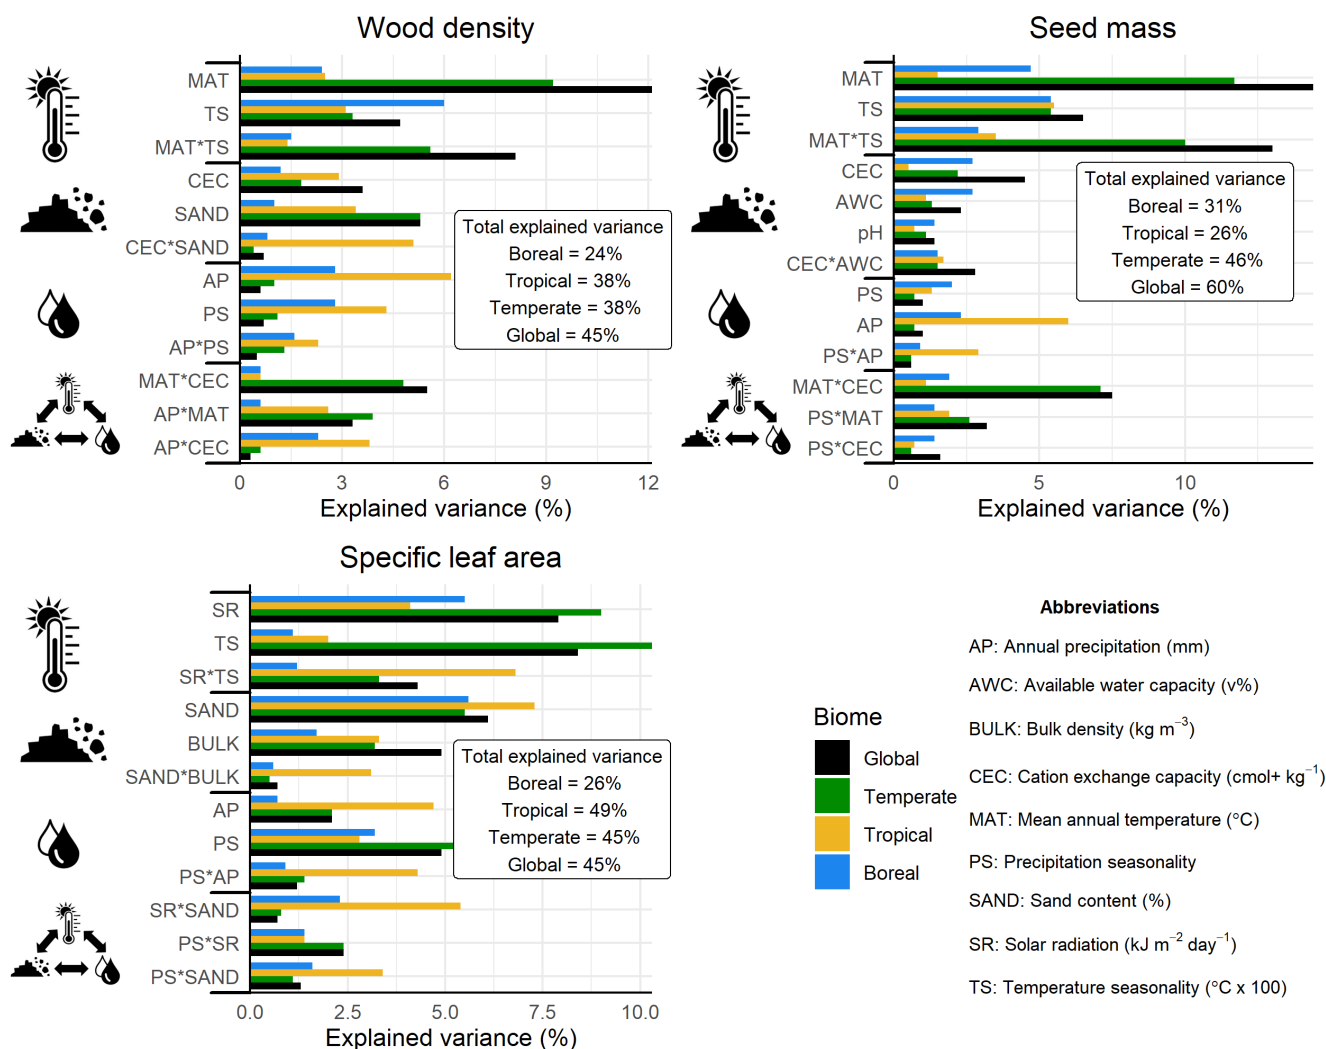 Wood density
MAT
TS
MAT*TS
CEC
SAND
CEC*SAND
AP
PS
AP*PS
MAT*CEC
AP*MAT
AP*CEC
Total explained variance
Boreal = 24%
Tropical = 38%
Temperate = 38%
Global = 45%
0.0 3 6 9 12
Explained variance (%)
Seed mass
MAT
TS
MAT*TS
CEC
AWC
pH
CEC*AWC
PS
AP
PS*AP
MAT*CEC
PS*MAT
PS*CEC
Total explained variance
Boreal = 31%
Tropical = 26%
Temperate = 46%
Global = 60%
0 5 10
Explained variance (%)
Specific leaf area
SR
TS
SR*TS
SAND
BULK
SAND*BULK
AP
PS
PS*AP
SR*SAND
PS*SR
PS*SAND
Total explained variance
Boreal = 26%
Tropical = 49%
Temperate = 45%
Global = 45%
0.0 2.5 5.0 7.5 10.0
Explained variance (%)
Biome
Global
Temperate
Tropical
Boreal
Abbreviations
AP: Annual precipitation (mm)
AWC: Available water capacity (v%)
BULK: Bulk density (kg m⁻³)
CEC: Cation exchange capacity (cmol+ kg⁻¹)
MAT: Mean annual temperature (°C)
PS: Precipitation seasonality
SAND: Sand content (%)
SR: Solar radiation (kJ m⁻² day⁻¹)
TS: Temperature seasonality (°C x 100)